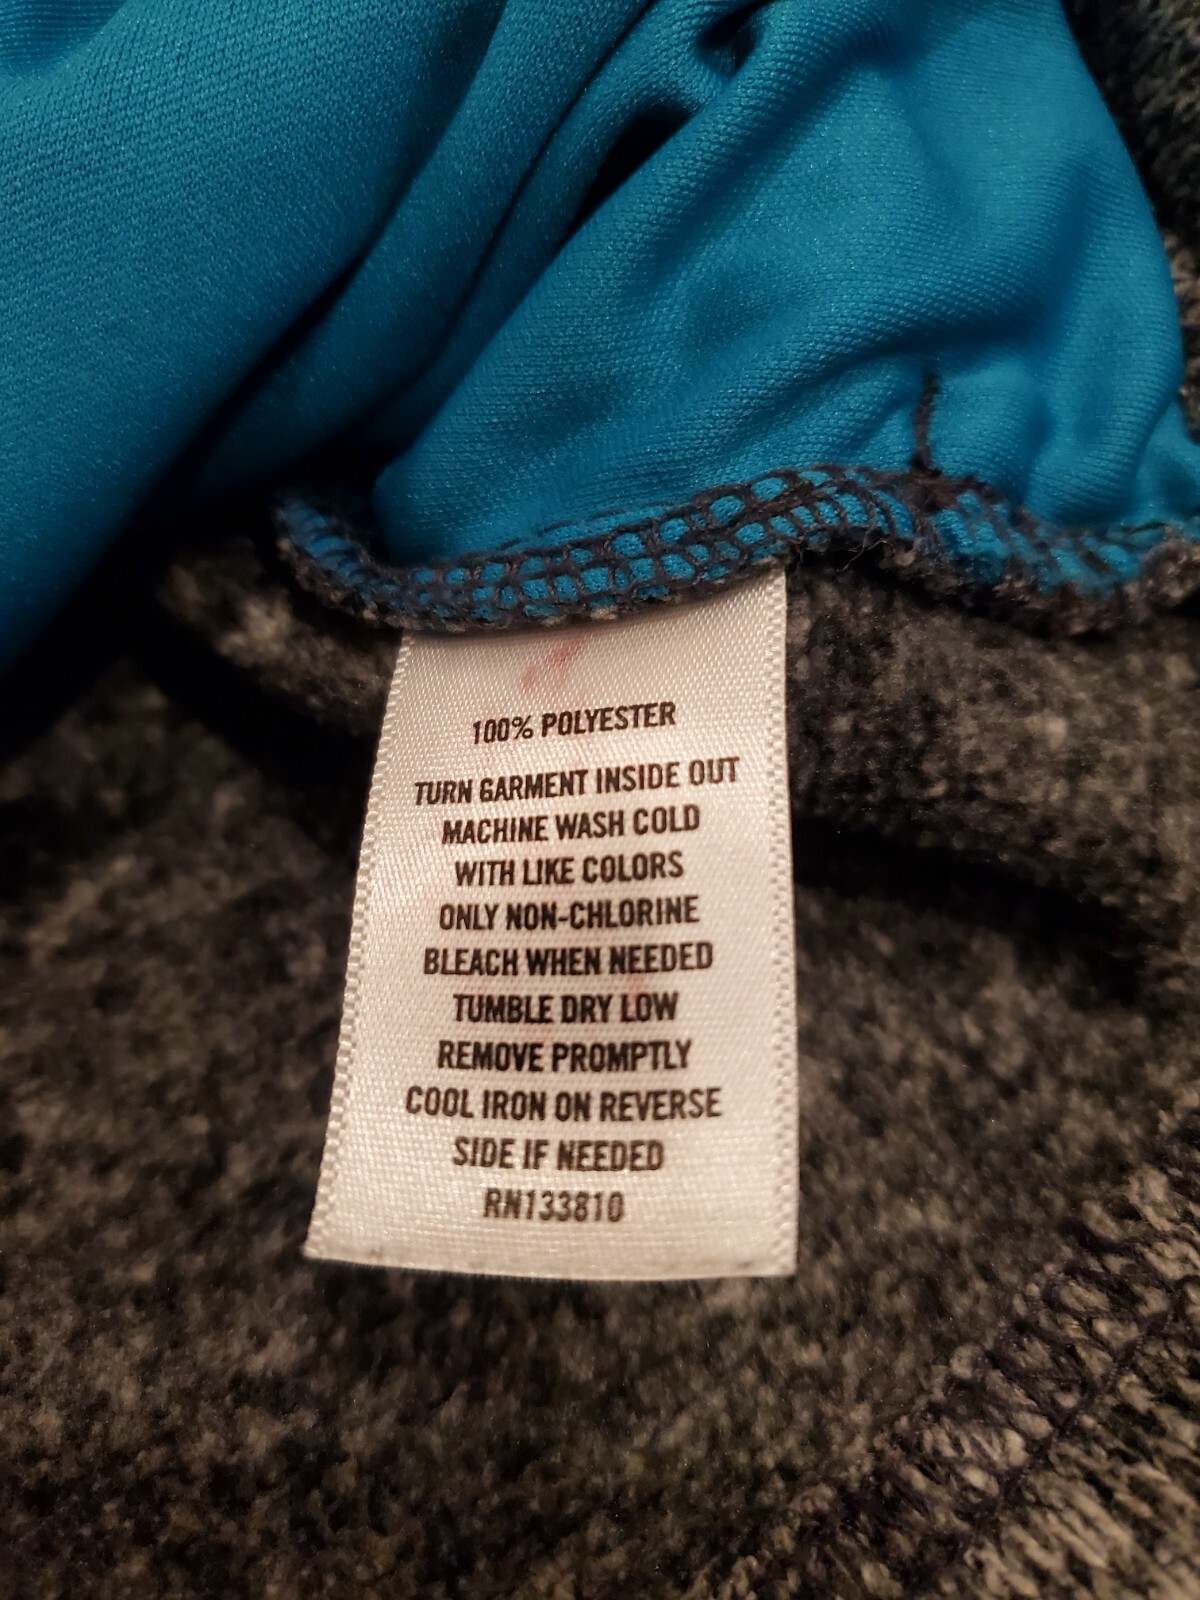 100% POLYESTER
TURN GARMENT INSIDE OUT
MACHINE WASH COLD
WITH LIKE COLORS
ONLY NON-CHLORINE
BLEACH WHEN NEEDED
TUMBLE DRY LOW
REMOVE PROMPTLY
COOL IRON ON REVERSE
SIDE IF NEEDED
RN133810